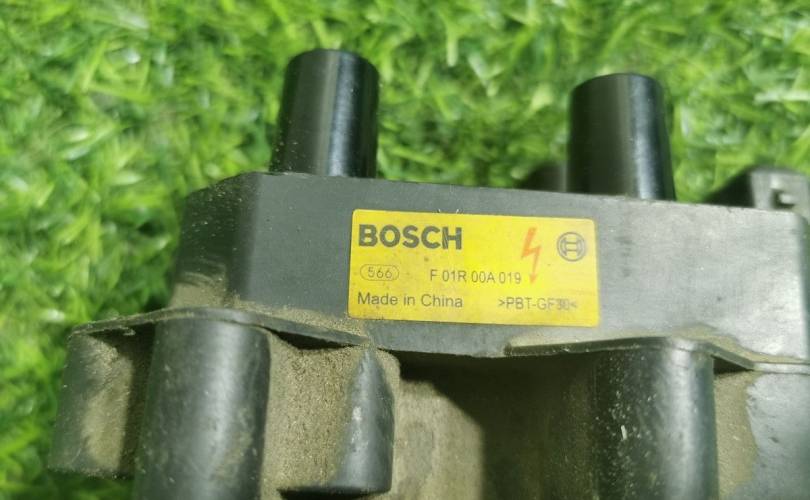 BOSCH
566 F 01R 00A 019
Made in China >PBT-GF30<